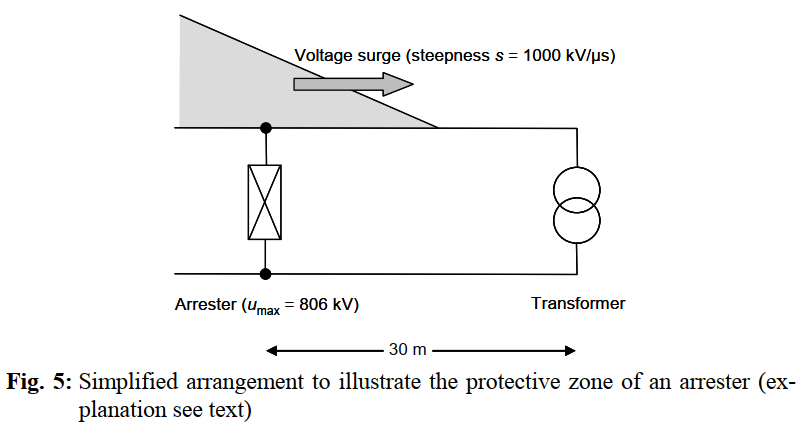 Voltage surge (steepness s = 1000 kV/µs)
Arrester (umax = 806 kV)
Transformer
30 m
Fig. 5: Simplified arrangement to illustrate the protective zone of an arrester (ex-
planation see text)